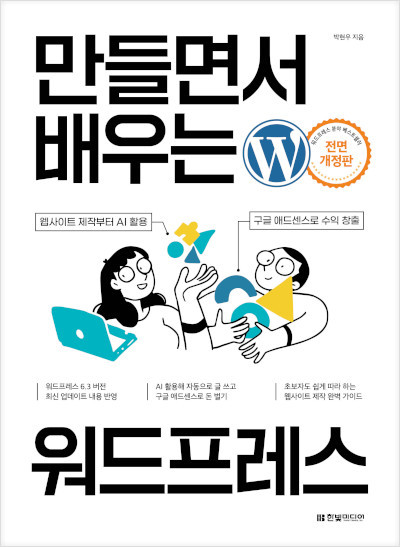 박현우 지음
만들면서
배우는
워드프레스 분야 베스트셀러
전면
개정판
웹사이트 제작부터 AI 활용
구글 애드센스로 수익 창출
워드프레스 6.3 버전
최신 업데이트 내용 반영
AI 활용해 자동으로 글 쓰고
구글 애드센스로 돈 벌기
초보자도 쉽게 따라 하는
웹사이트 제작 완벽 가이드
워드프레스
한빛미디어